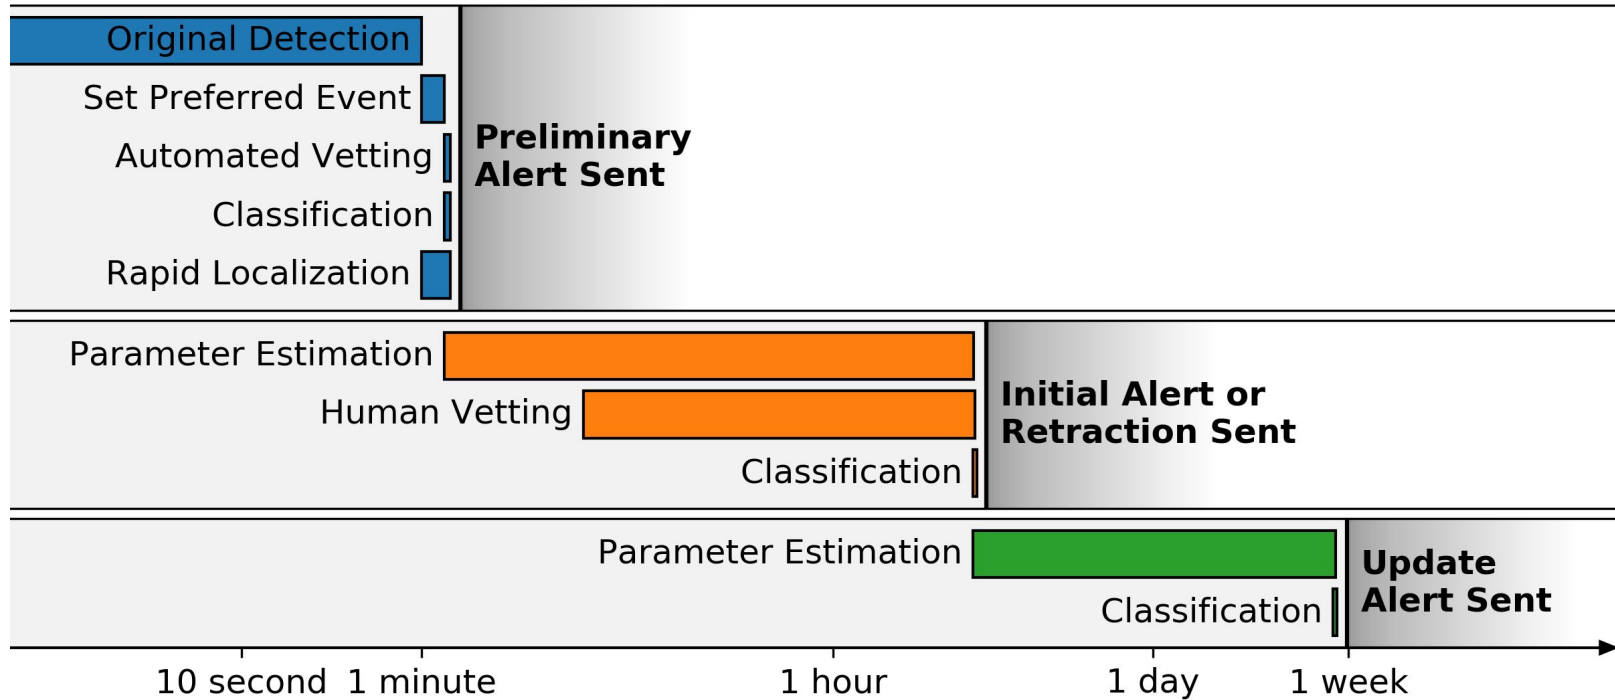 Original Detection
Set Preferred Event
Automated Vetting
Classification
Rapid Localization
Preliminary
Alert Sent
Parameter Estimation
Human Vetting
Classification
Initial Alert or
Retraction Sent
Parameter Estimation
Classification
Update
Alert Sent
10 second 1 minute 1 hour 1 day 1 week